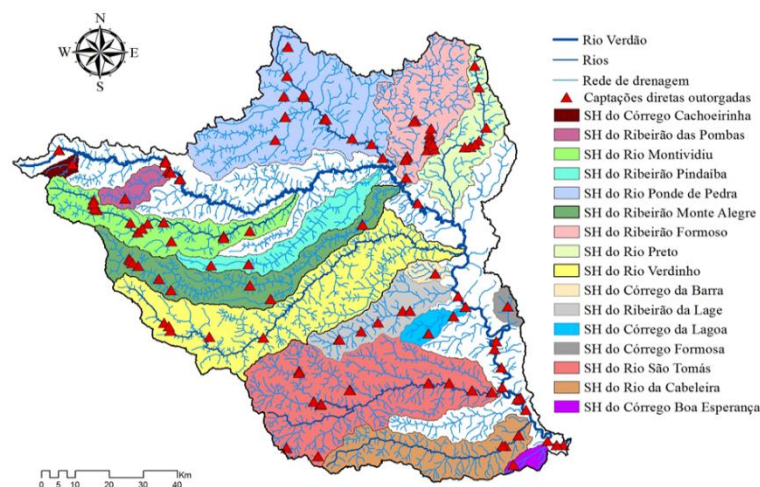 N
W E
S
Rio Verdão
Rios
Rede de drenagem
Captações diretas outorgadas
SH do Córrego Cachoeirinha
SH do Ribeirão das Pombas
SH do Rio Montividiu
SH do Ribeirão Pindaíba
SH do Rio Ponde de Pedra
SH do Ribeirão Monte Alegre
SH do Ribeirão Formoso
SH do Rio Preto
SH do Rio Verdinho
SH do Córrego da Barra
SH do Ribeirão da Lage
SH do Córrego da Lagoa
SH do Córrego Formosa
SH do Rio São Tomás
SH do Rio da Cabeleira
SH do Córrego Boa Esperança
0 5 10 20 30 40 Km